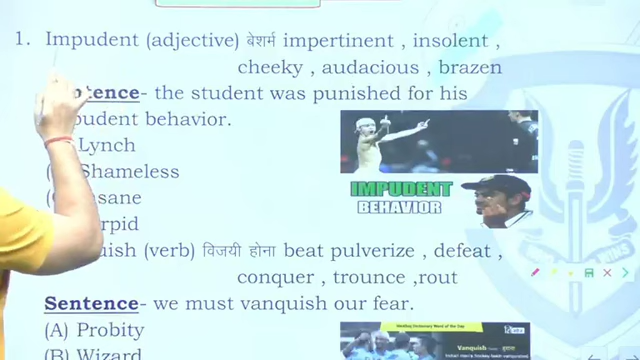 1. Impudent (adjective) बेशर्म impertinent , insolent ,
cheeky , audacious , brazen
Sentence- the student was punished for his
behavior.
Lynch
Shameless
IMPUDENT
BEHAVIOR
(verb) विजयी होना beat pulverize , defeat ,
conquer , trounce ,rout
Sentence- we must vanquish our fear.
(A) Probity
(B) Wizard
Vanquish